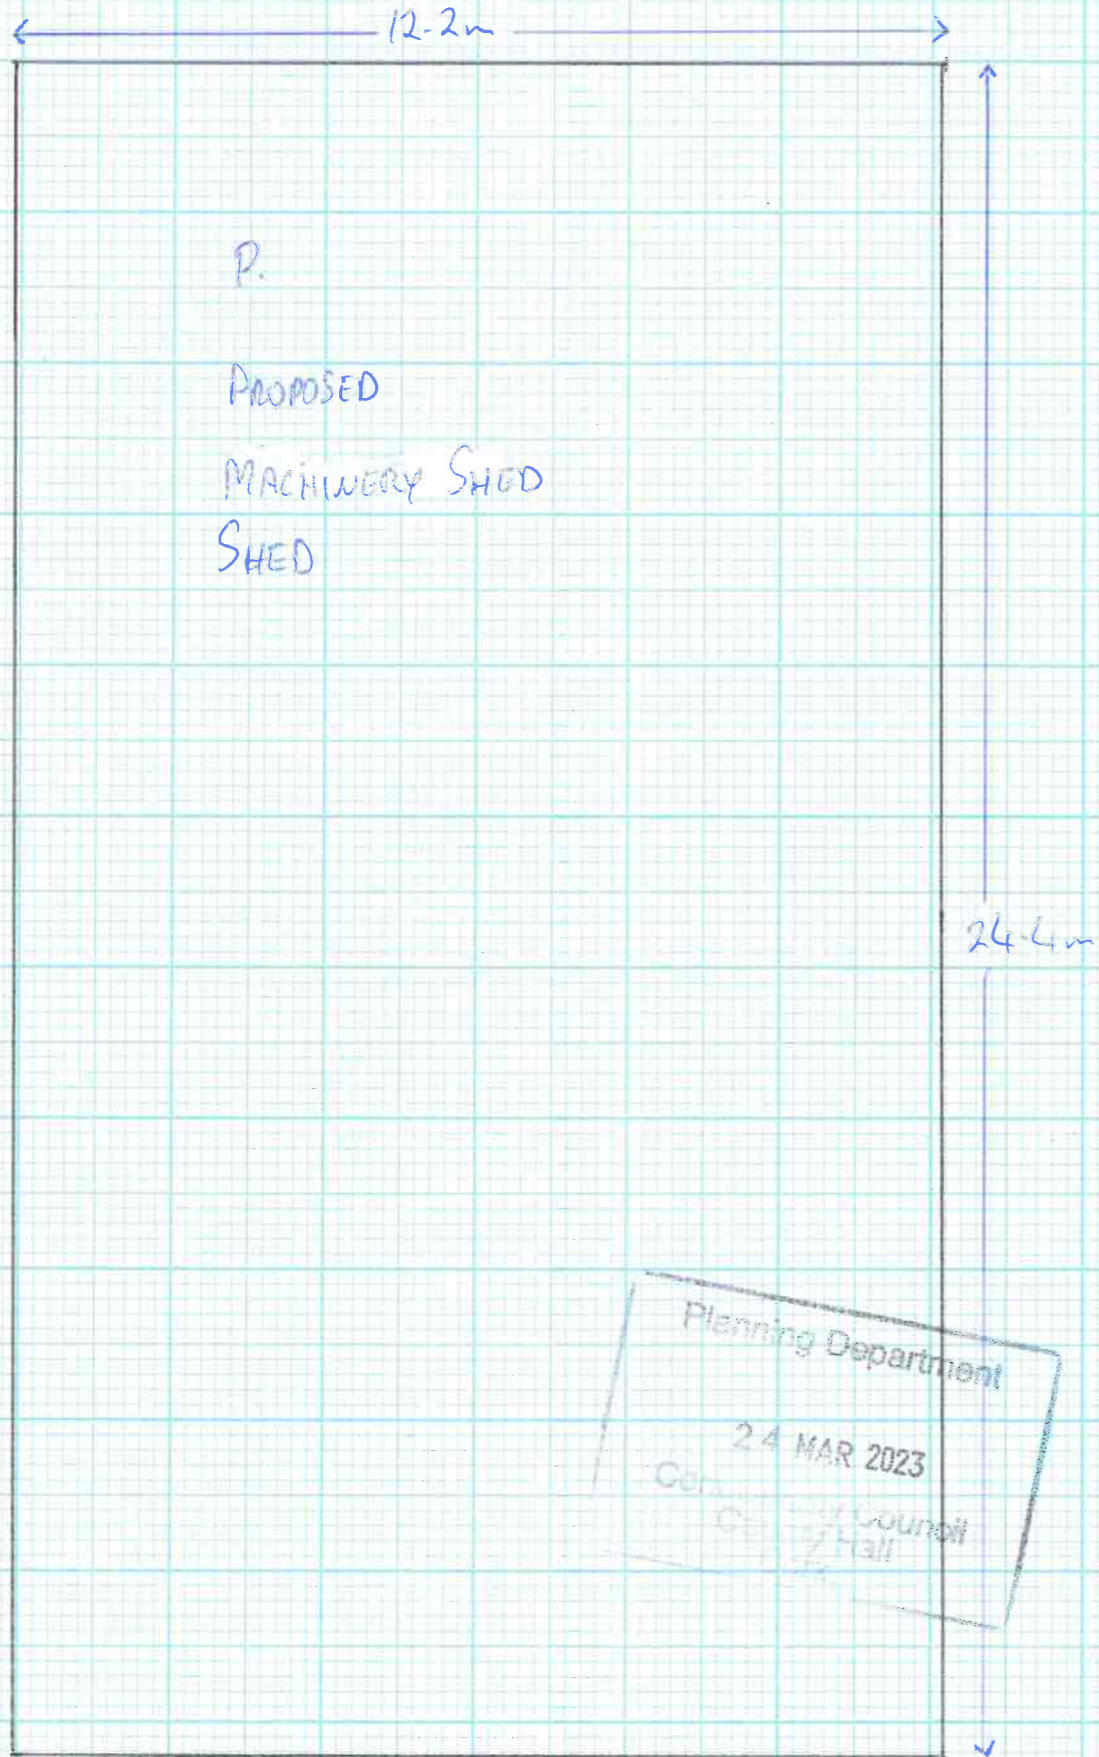 12.2m
P.
PROPOSED
MACHINERY SHED
SHED
24.4m
Planning Department
24 MAR 2023
Council
Hall